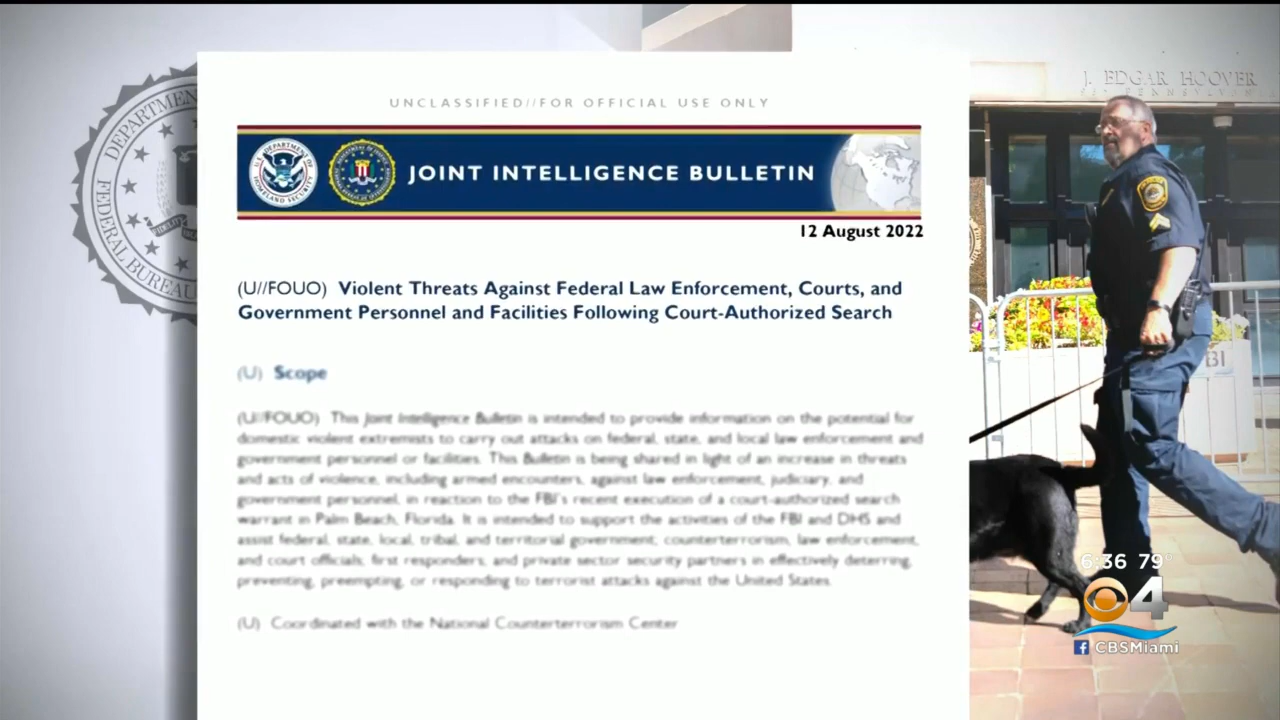 UNCLASSIFIED//FOR OFFICIAL USE ONLY
JOINT INTELLIGENCE BULLETIN
12 August 2022
(U//FOUO) Violent Threats Against Federal Law Enforcement, Courts, and
Government Personnel and Facilities Following Court-Authorized Search
(U) Scope
(U//FOUO) This Joint Intelligence Bulletin is intended to provide information on the potential for
domestic violent extremists to carry out attacks on federal, state, and local law enforcement and
government personnel or facilities. This Bulletin is being shared in light of an increase in threats
and acts of violence, including armed encounters, against law enforcement, judiciary, and
government personnel, in reaction to the FBI's recent execution of a court-authorized search
warrant in Palm Beach, Florida. It is intended to support the activities of the FBI and DHS and
assist federal, state, local, tribal, and territorial government, counterterrorism, law enforcement,
and court officials, first responders, and private sector security partners in effectively deterring,
preventing, preempting, or responding to terrorist attacks against the United States.
(U) Coordinated with the National Counterterrorism Center
DEPARTMEN
FEDERAL BUREAU
J. EDGAR HOOVER
PENNSYLVAN
BI
6:36 79°
4
CBSMiami